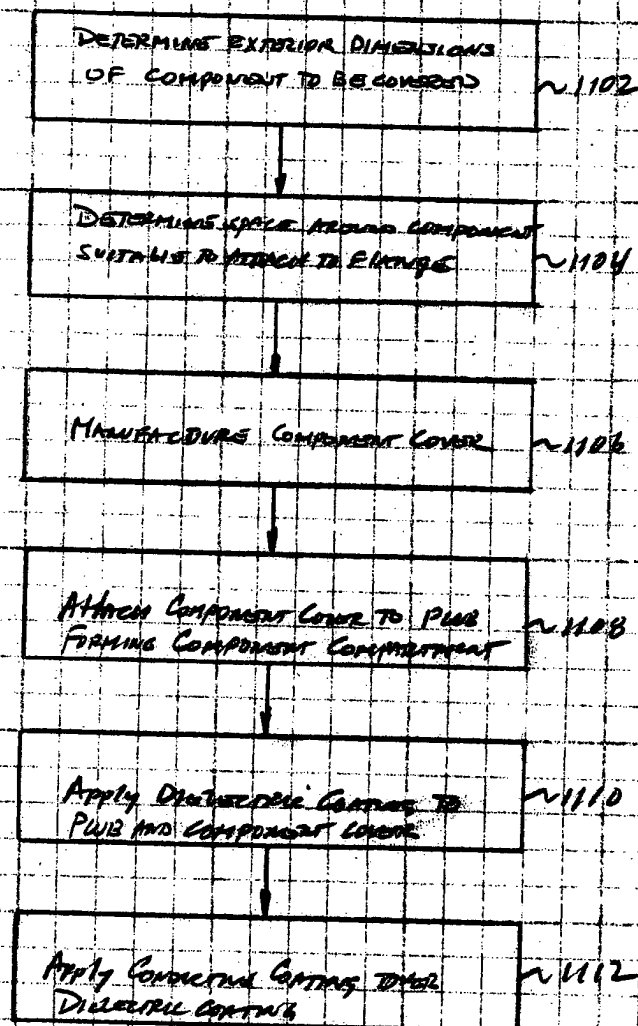 DETERMINE EXTERIOR DIMENSIONS
OF COMPONENT TO BE COVERED
~1102
DETERMINE SPACE AROUND COMPONENT
SUITABLE TO ATTACH TO FLANGE
~1104
MANUFACTURE COMPONENT COVER
~1106
ATTACH COMPONENT COVER TO PWB
FORMING COMPONENT COMPARTMENT
~1108
Apply DIELECTRIC COATING TO
PWB AND COMPONENT COVER
~1110
Apply CONDUCTIVE COATING
~1112
DIELECTRIC COATING